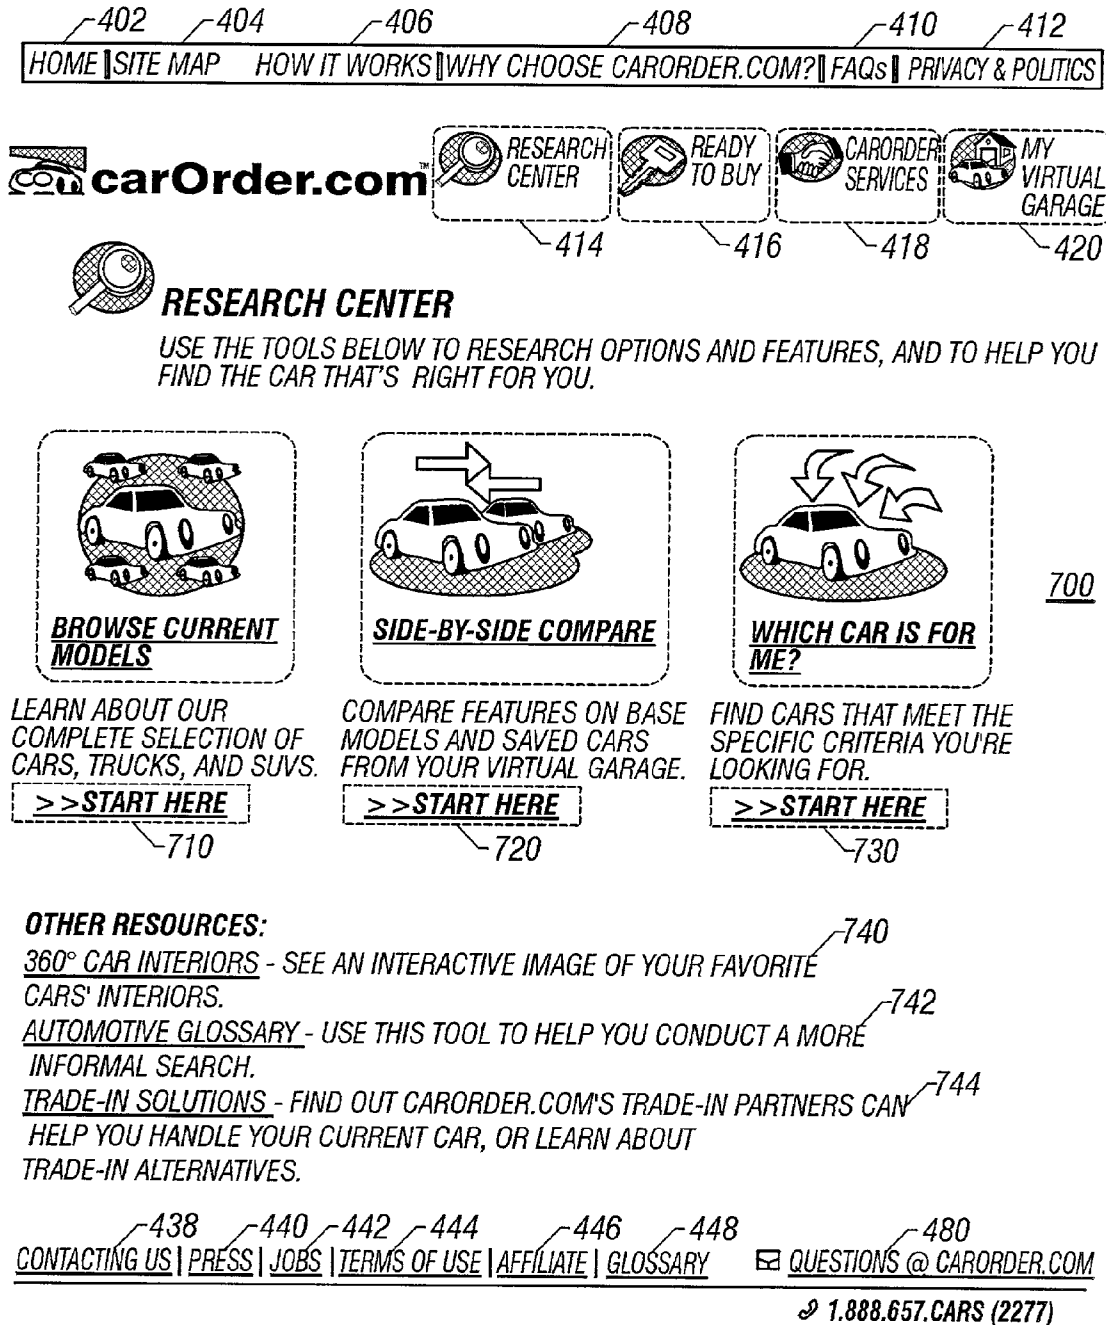 402 404 406 408 410 412
HOME SITE MAP HOW IT WORKS WHY CHOOSE CARORDER.COM? FAQs PRIVACY & POLITICS
carOrder.com™
RESEARCH
CENTER
READY
TO BUY
CARORDER
SERVICES
MY
VIRTUAL
GARAGE
414 416 418 420
RESEARCH CENTER
USE THE TOOLS BELOW TO RESEARCH OPTIONS AND FEATURES, AND TO HELP YOU
FIND THE CAR THAT'S RIGHT FOR YOU.
700
BROWSE CURRENT
MODELS
LEARN ABOUT OUR
COMPLETE SELECTION OF
CARS, TRUCKS, AND SUVS.
>>START HERE
710
SIDE-BY-SIDE COMPARE
COMPARE FEATURES ON BASE
MODELS AND SAVED CARS
FROM YOUR VIRTUAL GARAGE.
>>START HERE
720
WHICH CAR IS FOR
ME?
FIND CARS THAT MEET THE
SPECIFIC CRITERIA YOU'RE
LOOKING FOR.
>>START HERE
730
OTHER RESOURCES:
740
360° CAR INTERIORS - SEE AN INTERACTIVE IMAGE OF YOUR FAVORITE
CARS' INTERIORS.
742
AUTOMOTIVE GLOSSARY - USE THIS TOOL TO HELP YOU CONDUCT A MORE
INFORMAL SEARCH.
744
TRADE-IN SOLUTIONS - FIND OUT CARORDER.COM'S TRADE-IN PARTNERS CAN
HELP YOU HANDLE YOUR CURRENT CAR, OR LEARN ABOUT
TRADE-IN ALTERNATIVES.
438 440 442 444 446 448 480
CONTACTING US | PRESS | JOBS | TERMS OF USE | AFFILIATE | GLOSSARY QUESTIONS @ CARORDER.COM
1.888.657.CARS (2277)